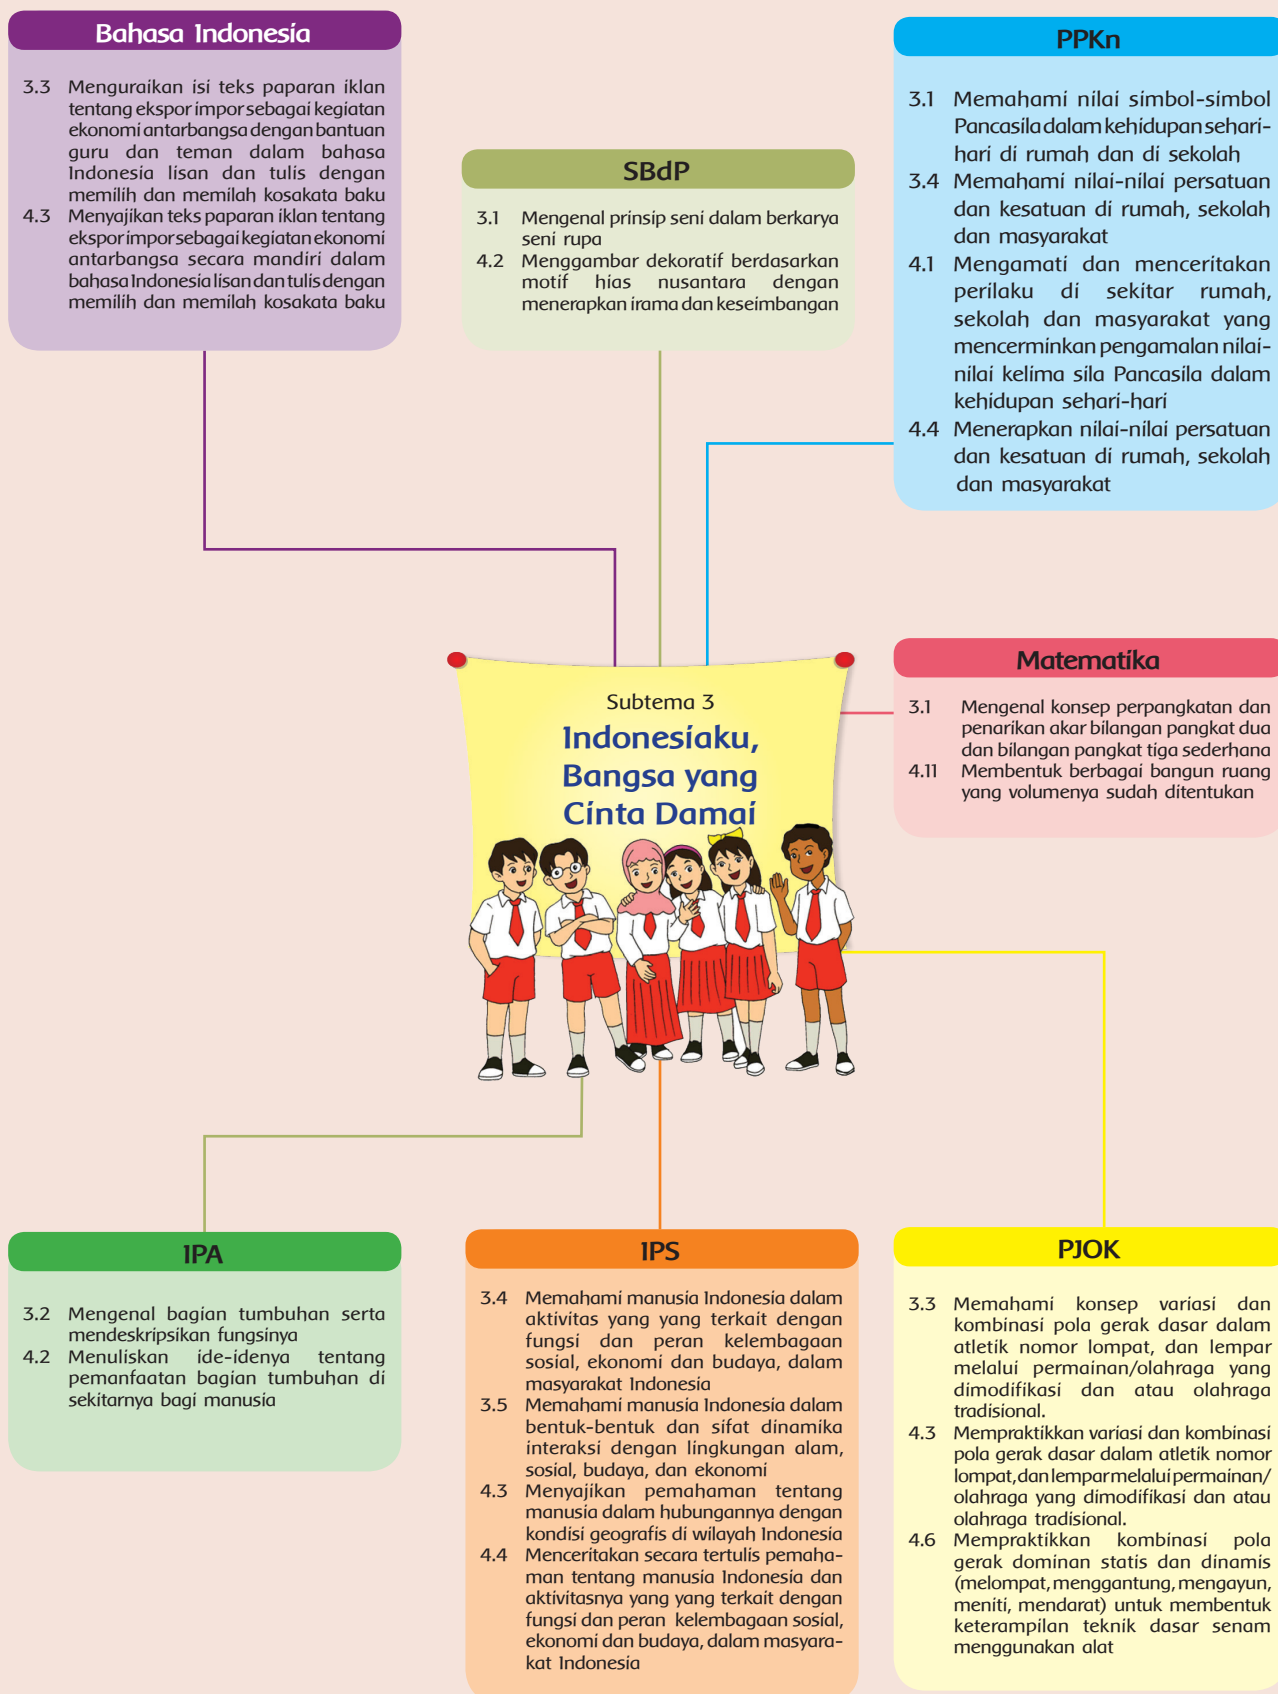 Bahasa Indonesia
3.3 Menguraikan isi teks paparan iklan
tentang ekspor impor sebagai kegiatan
ekonomi antarbangsa dengan bantuan
guru dan teman dalam bahasa
Indonesia lisan dan tulis dengan
memilih dan memilah kosakata baku
4.3 Menyajikan teks paparan iklan tentang
ekspor impor sebagai kegiatan ekonomi
antarbangsa secara mandiri dalam
bahasa Indonesia lisan dan tulis dengan
memilih dan memilah kosakata baku
SBdP
3.1 Mengenal prinsip seni dalam berkarya
seni rupa
4.2 Menggambar dekoratif berdasarkan
motif hias nusantara dengan
menerapkan irama dan keseimbangan
PPKn
3.1 Memahami nilai simbol-simbol
Pancasila dalam kehidupan sehari-
hari di rumah dan di sekolah
3.4 Memahami nilai-nilai persatuan
dan kesatuan di rumah, sekolah
dan masyarakat
4.1 Mengamati dan menceritakan
perilaku di sekitar rumah,
sekolah dan masyarakat yang
mencerminkan pengamalan nilai-
nilai kelima sila Pancasila dalam
kehidupan sehari-hari
4.4 Menerapkan nilai-nilai persatuan
dan kesatuan di rumah, sekolah
dan masyarakat
Subtema 3
Indonesiaku,
Bangsa yang
Cinta Damai
Matematika
3.1 Mengenal konsep perpangkatan dan
penarikan akar bilangan pangkat dua
dan bilangan pangkat tiga sederhana
4.11 Membentuk berbagai bangun ruang
yang volumenya sudah ditentukan
IPA
3.2 Mengenal bagian tumbuhan serta
mendeskripsikan fungsinya
4.2 Menuliskan ide-idenya tentang
pemanfaatan bagian tumbuhan di
sekitarnya bagi manusia
IPS
3.4 Memahami manusia Indonesia dalam
aktivitas yang yang terkait dengan
fungsi dan peran kelembagaan
sosial, ekonomi dan budaya, dalam
masyarakat Indonesia
3.5 Memahami manusia Indonesia dalam
bentuk-bentuk dan sifat dinamika
interaksi dengan lingkungan alam,
sosial, budaya, dan ekonomi
4.3 Menyajikan pemahaman tentang
manusia dalam hubungannya dengan
kondisi geografis di wilayah Indonesia
4.4 Menceritakan secara tertulis pemaha-
man tentang manusia Indonesia dan
aktivitasnya yang yang terkait dengan
fungsi dan peran kelembagaan sosial,
ekonomi dan budaya, dalam masyara-
kat Indonesia
PJOK
3.3 Memahami konsep variasi dan
kombinasi pola gerak dasar dalam
atletik nomor lompat, dan lempar
melalui permainan/olahraga yang
dimodifikasi dan atau olahraga
tradisional.
4.3 Mempraktikkan variasi dan kombinasi
pola gerak dasar dalam atletik nomor
lompat, dan lempar melalui permainan/
olahraga yang dimodifikasi dan atau
olahraga tradisional.
4.6 Mempraktikkan kombinasi pola
gerak dominan statis dan dinamis
(melompat, menggantung, mengayun,
meniti, mendarat) untuk membentuk
keterampilan teknik dasar senam
menggunakan alat